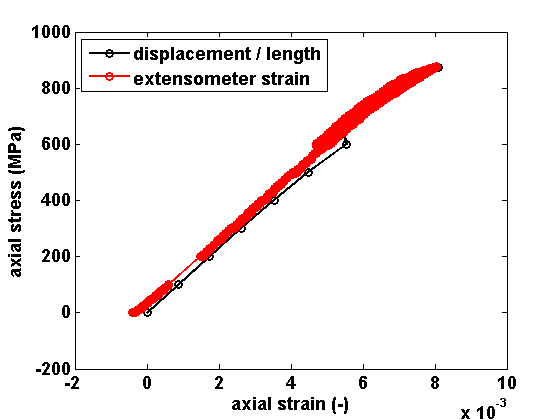 1000
800
600
400
200
0
-200
displacement / length
extensometer strain
axial stress (MPa)
-2 0 2 4 6 8 10
axial strain (-)
x 10-3